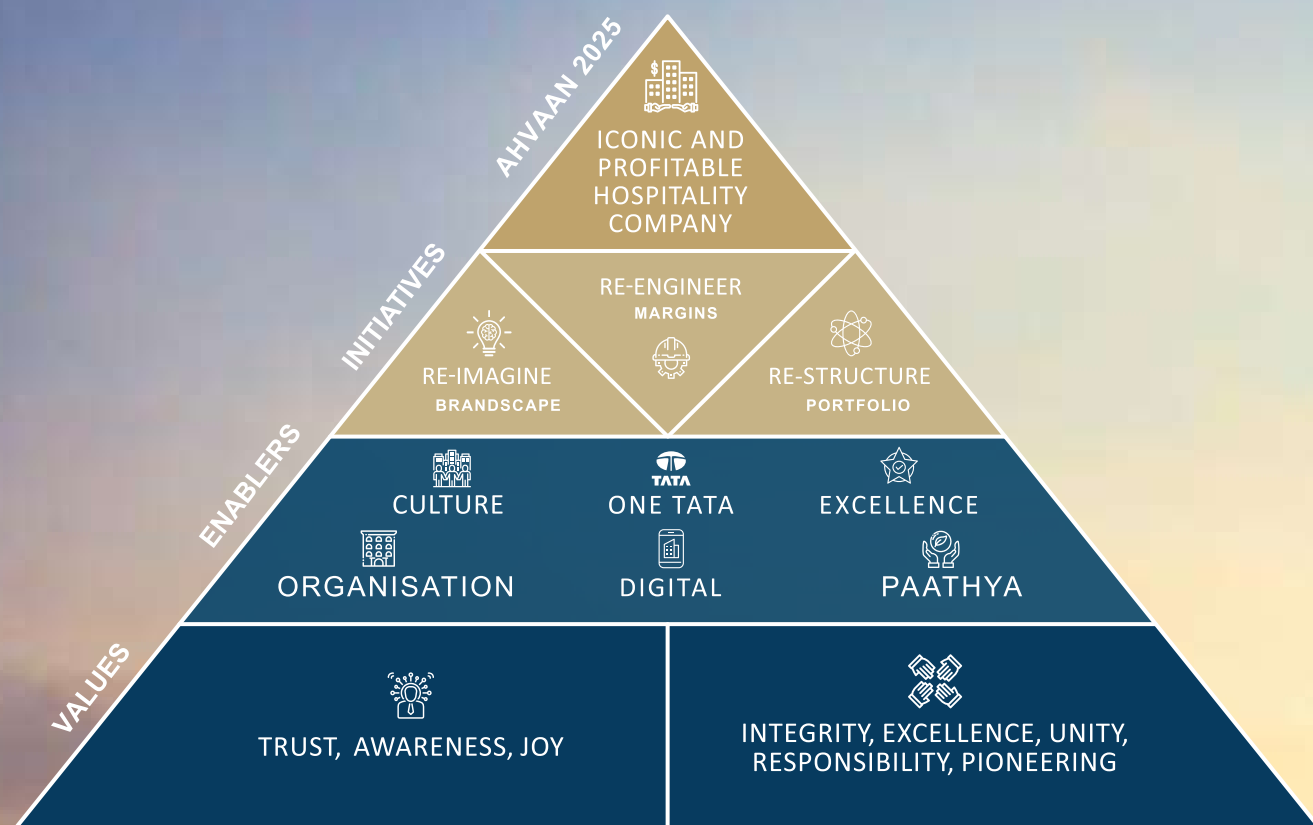 AHVAAN 2025
ICONIC AND
PROFITABLE
HOSPITALITY
COMPANY
INITIATIVES
RE-ENGINEER
MARGINS
RE-IMAGINE
BRANDSCAPE
RE-STRUCTURE
PORTFOLIO
ENABLERS
CULTURE
TATA
ONE TATA
EXCELLENCE
ORGANISATION
DIGITAL
PAATHYA
VALUES
TRUST, AWARENESS, JOY
INTEGRITY, EXCELLENCE, UNITY,
RESPONSIBILITY, PIONEERING